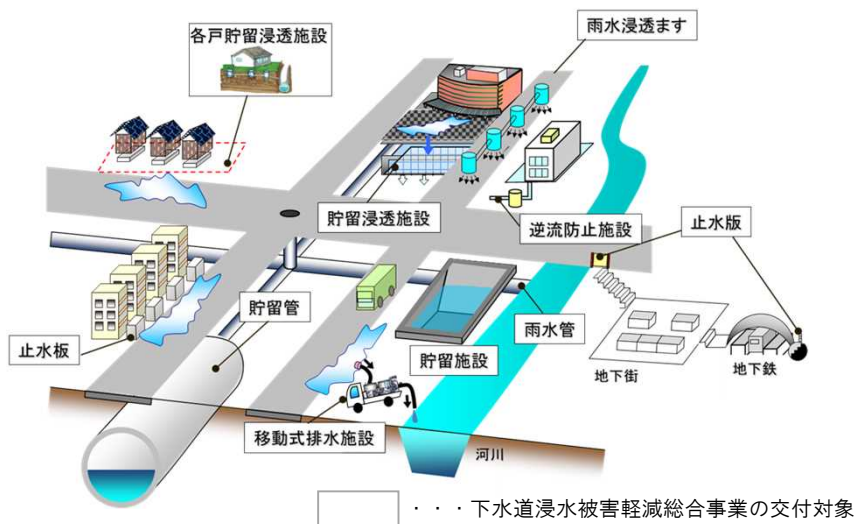 各戸貯留浸透施設
雨水浸透ます
貯留浸透施設
逆流防止施設
止水版
貯留管
雨水管
止水板
貯留施設
地下街
地下鉄
移動式排水施設
河川
・・・下水道浸水被害軽減総合事業の交付対象